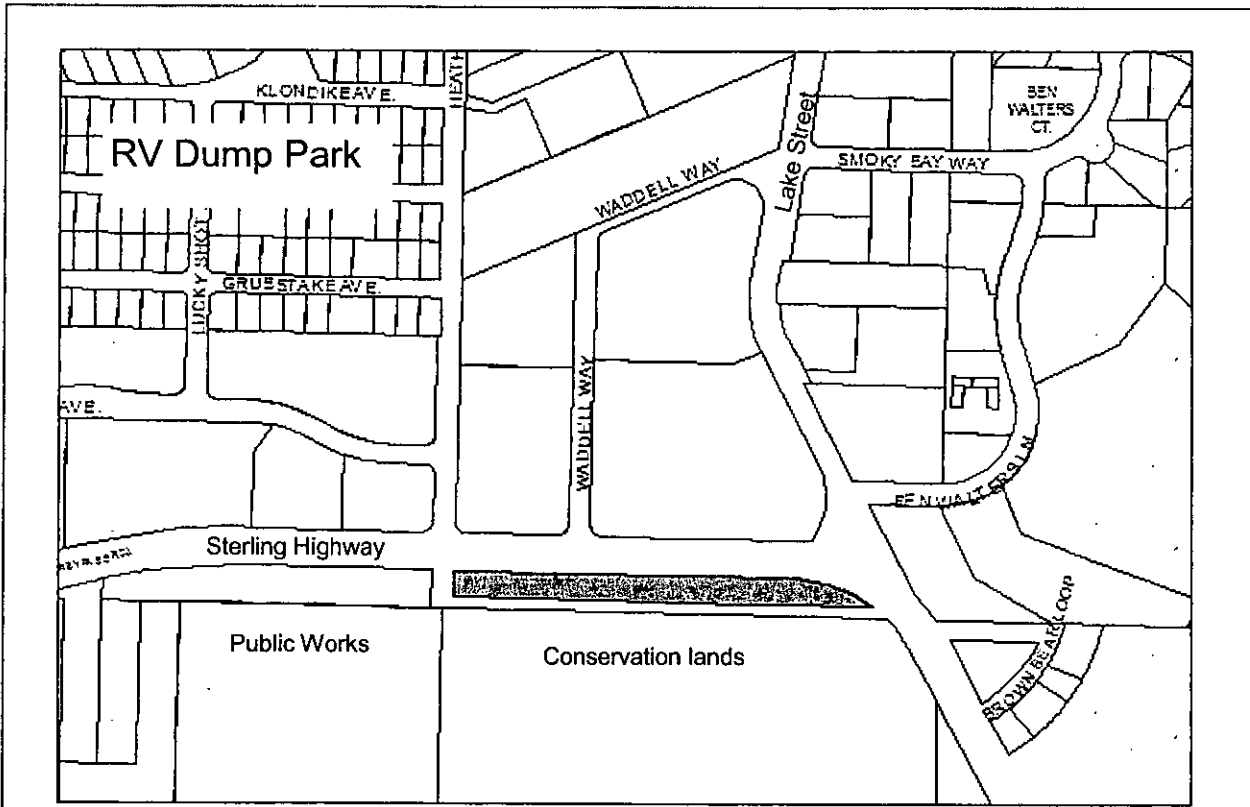 KLONDIKE AVE.
HEATH
BEN
WALTERS
CT.
RV Dump Park
Lake Street
SMOKY BAY WAY
WADDELL WAY
LUCKY SHOT
GRUBSTAKE AVE.
WADDELL WAY
AVE.
BEN WALTERS LN
Sterling Highway
BROWN BEAR LOOP
Public Works
Conservation lands